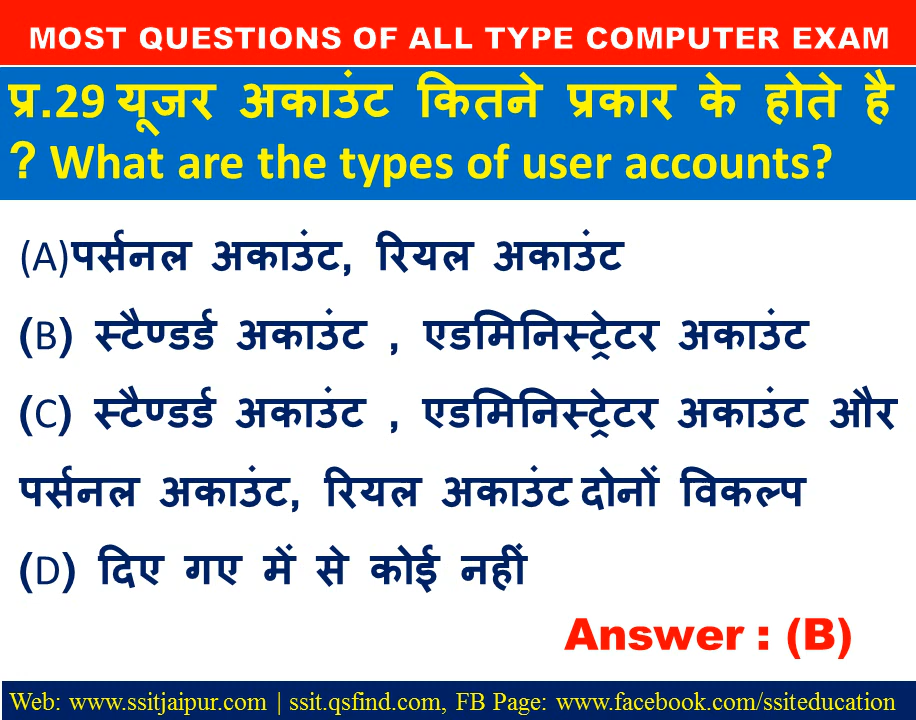 MOST QUESTIONS OF ALL TYPE COMPUTER EXAM
प्र.29 यूजर अकाउंट कितने प्रकार के होते है
? What are the types of user accounts?
(A)पर्सनल अकाउंट, रियल अकाउंट
(B) स्टैण्डर्ड अकाउंट , एडमिनिस्ट्रेटर अकाउंट
(C) स्टैण्डर्ड अकाउंट , एडमिनिस्ट्रेटर अकाउंट और
पर्सनल अकाउंट, रियल अकाउंट दोनों विकल्प
(D) दिए गए में से कोई नहीं
Answer : (B)
Web: www.ssitjaipur.com | ssit.qsfind.com, FB Page: www.facebook.com/ssiteducation